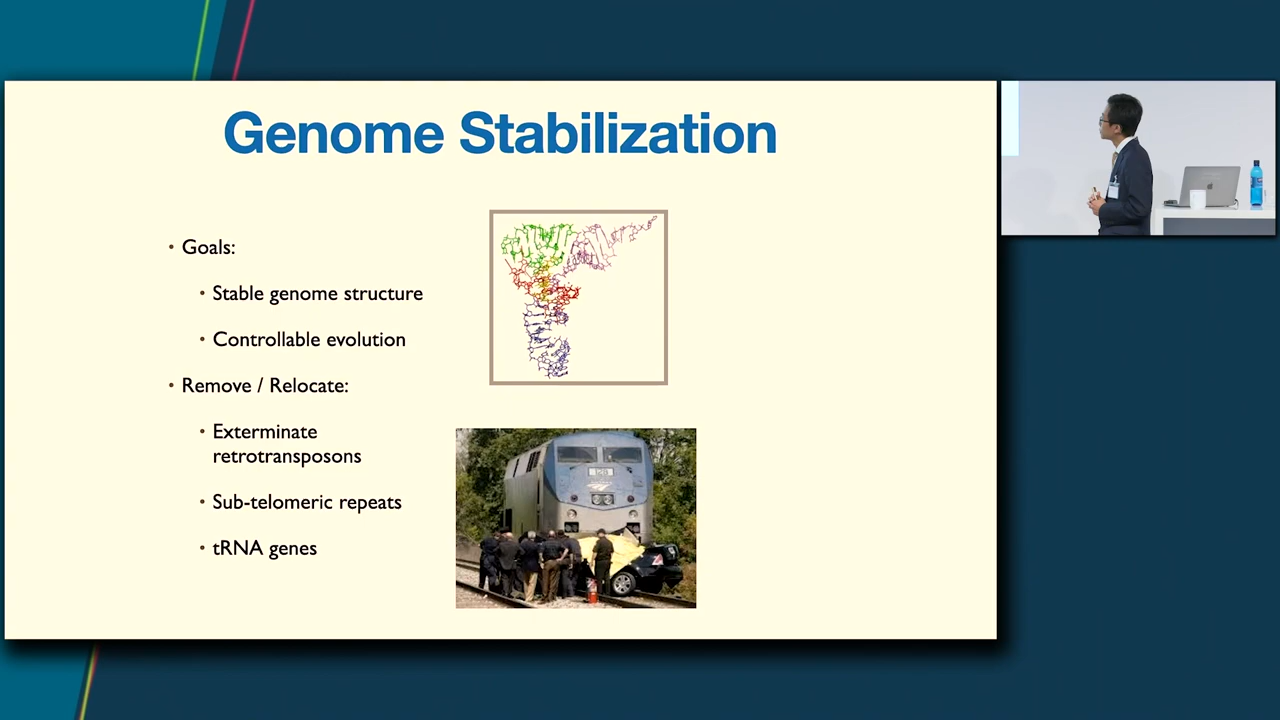 Genome Stabilization
• Goals:
• Stable genome structure
• Controllable evolution
• Remove / Relocate:
• Exterminate
retrotransposons
• Sub-telomeric repeats
• tRNA genes